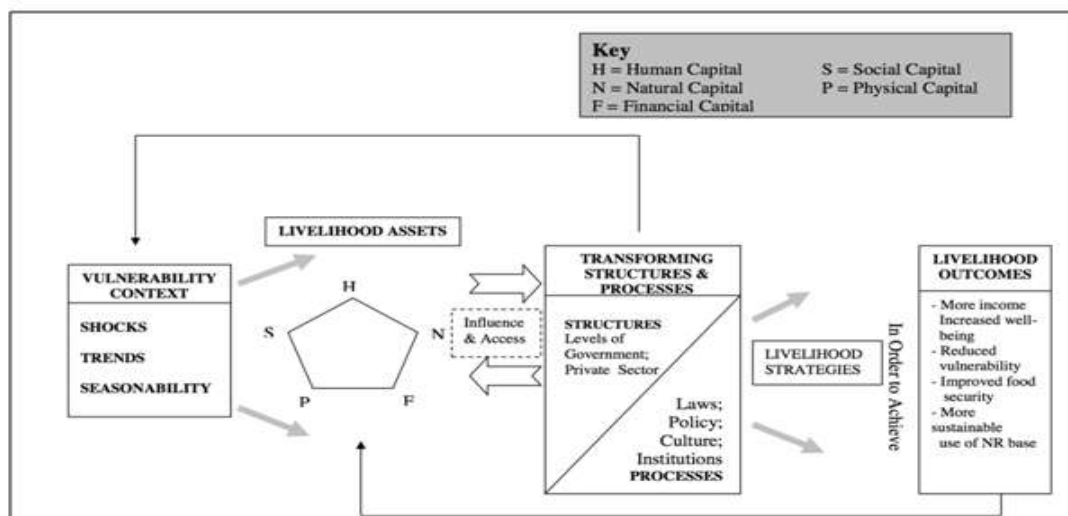 Key
H = Human Capital
S = Social Capital
N = Natural Capital
P = Physical Capital
F = Financial Capital
LIVELIHOOD ASSETS
VULNERABILITY
CONTEXT
SHOCKS
TRENDS
SEASONABILITY
H
S
N
P
F
Influence
& Access
TRANSFORMING
STRUCTURES &
PROCESSES
STRUCTURES
Levels of
Government;
Private Sector
Laws;
Policy;
Culture;
Institutions
PROCESSES
LIVELIHOOD
STRATEGIES
In Order to Achieve
LIVELIHOOD
OUTCOMES
- More income
Increased well-
being
- Reduced
vulnerability
- Improved food
security
- More
sustainable
use of NR base